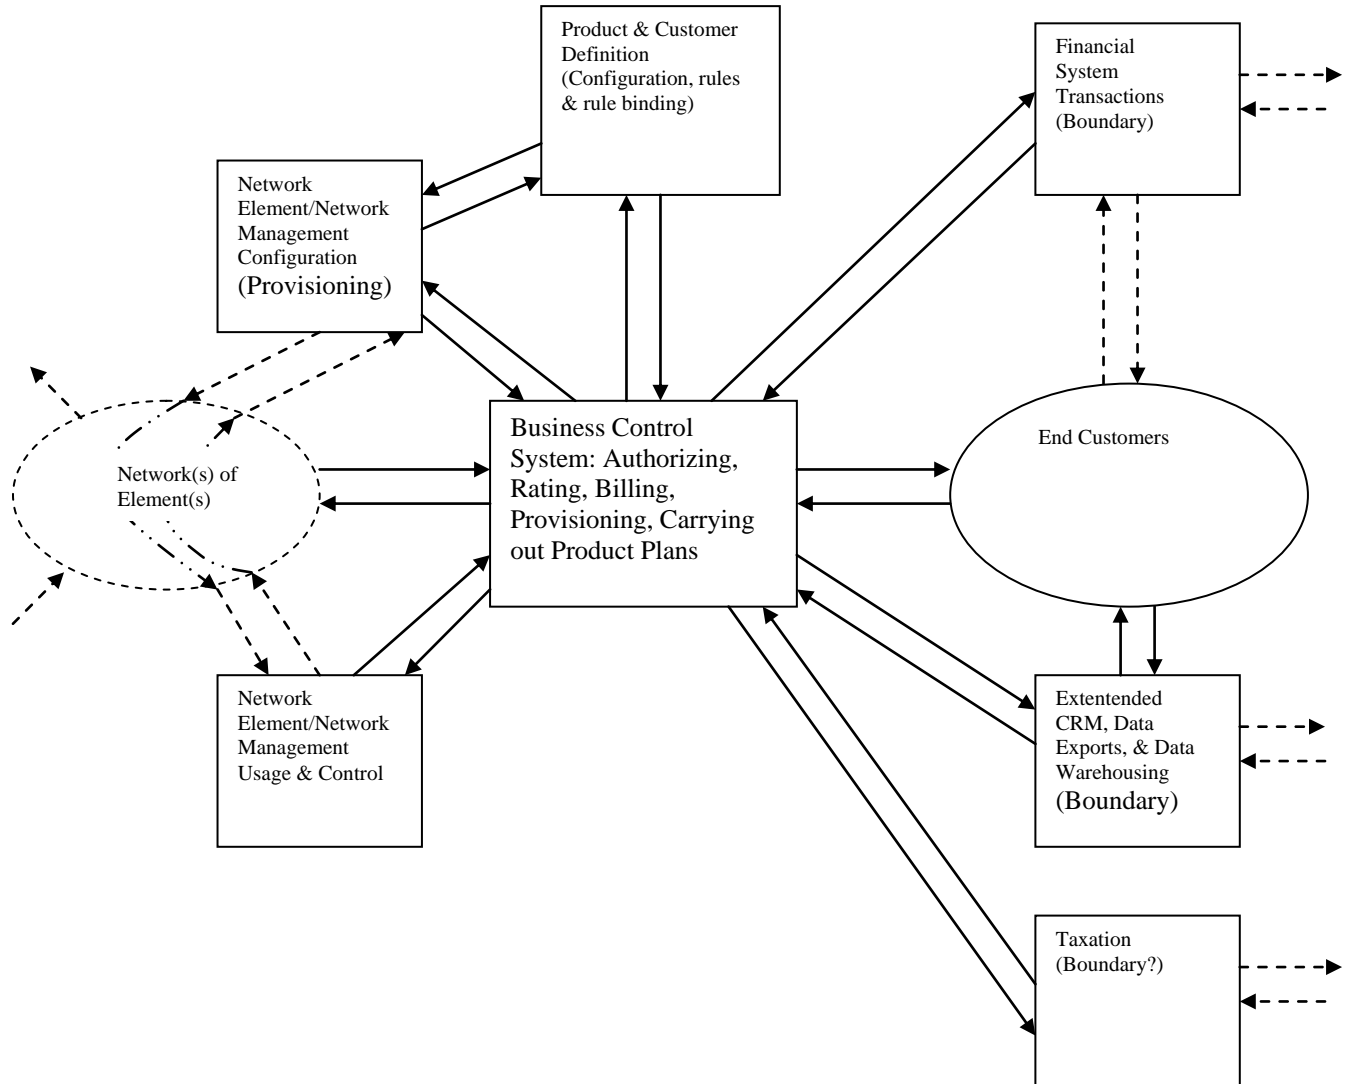 Product & Customer
Definition
(Configuration, rules
& rule binding)
Financial
System
Transactions
(Boundary)
Network
Element/Network
Management
Configuration
(Provisioning)
Business Control
System: Authorizing,
Rating, Billing,
Provisioning, Carrying
out Product Plans
End Customers
Network(s) of
Element(s)
Network
Element/Network
Management
Usage & Control
Extentended
CRM, Data
Exports, & Data
Warehousing
(Boundary)
Taxation
(Boundary?)